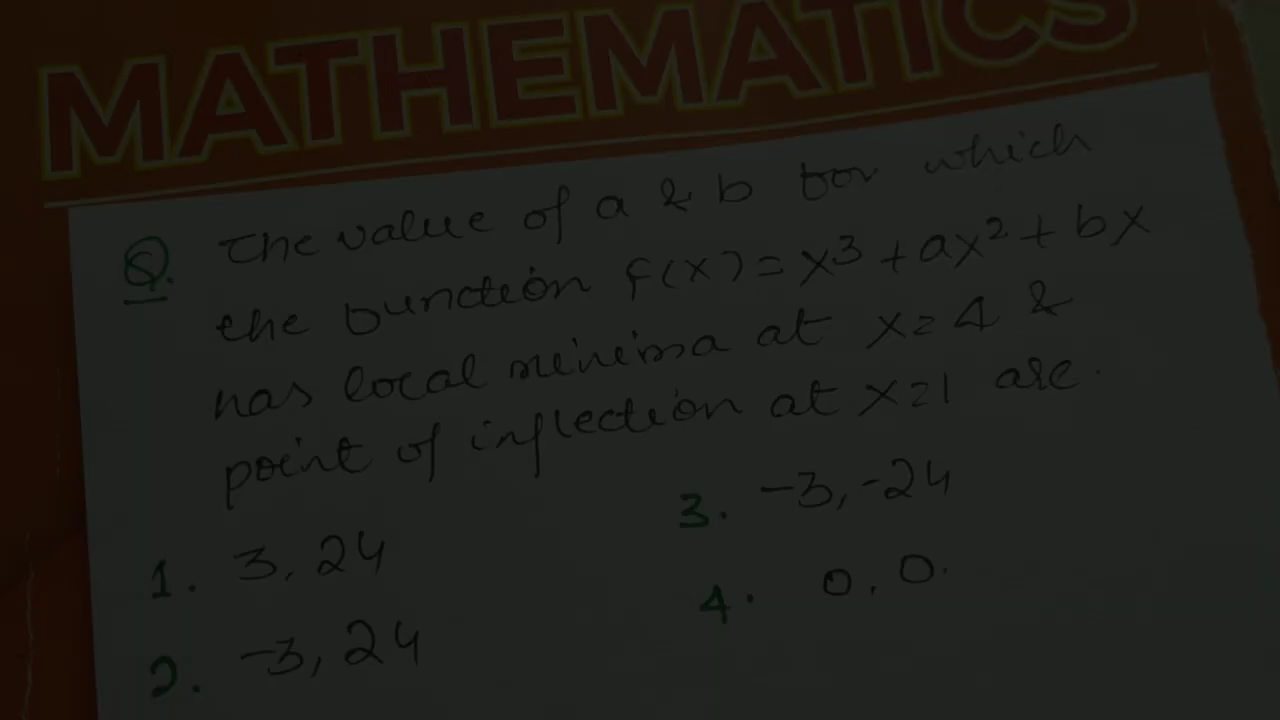 MATHEMATICS
Q. The value of a & b for which
the function f(x) = x³ + ax² + bx
has local minima at x=4 &
point of inflection at x=1 are.
1. 3, 24
2. -3, 24
3. -3, -24
4. 0, 0.